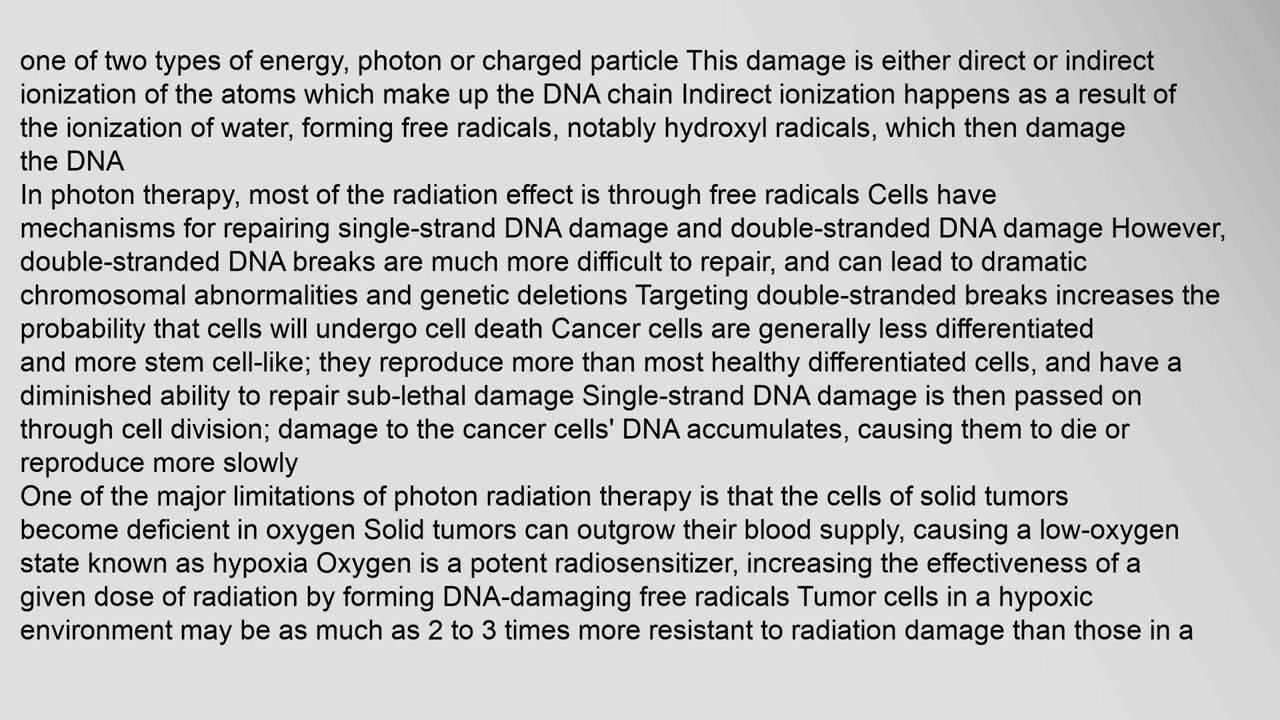 one of two types of energy, photon or charged particle This damage is either direct or indirect
ionization of the atoms which make up the DNA chain Indirect ionization happens as a result of
the ionization of water, forming free radicals, notably hydroxyl radicals, which then damage
the DNA
In photon therapy, most of the radiation effect is through free radicals Cells have
mechanisms for repairing single-strand DNA damage and double-stranded DNA damage However,
double-stranded DNA breaks are much more difficult to repair, and can lead to dramatic
chromosomal abnormalities and genetic deletions Targeting double-stranded breaks increases the
probability that cells will undergo cell death Cancer cells are generally less differentiated
and more stem cell-like; they reproduce more than most healthy differentiated cells, and have a
diminished ability to repair sub-lethal damage Single-strand DNA damage is then passed on
through cell division; damage to the cancer cells' DNA accumulates, causing them to die or
reproduce more slowly
One of the major limitations of photon radiation therapy is that the cells of solid tumors
become deficient in oxygen Solid tumors can outgrow their blood supply, causing a low-oxygen
state known as hypoxia Oxygen is a potent radiosensitizer, increasing the effectiveness of a
given dose of radiation by forming DNA-damaging free radicals Tumor cells in a hypoxic
environment may be as much as 2 to 3 times more resistant to radiation damage than those in a